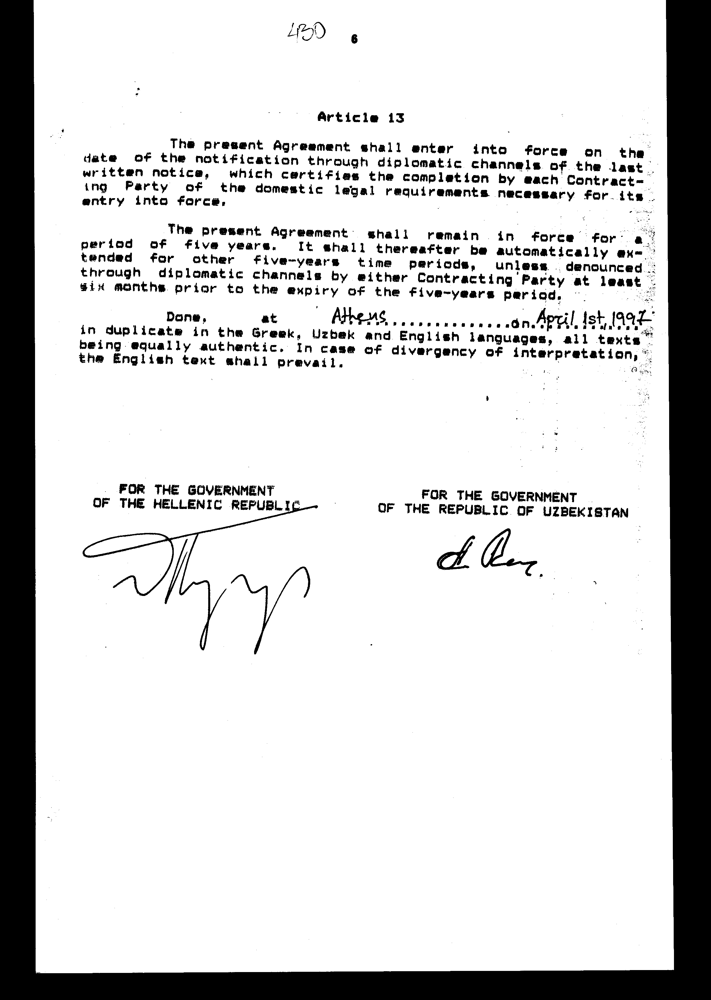 430 6
Article 13
The present Agreement shall enter into force on the
date of the notification through diplomatic channels of the last
written notice, which certifies the completion by each Contract-
ing Party of the domestic legal requirements necessary for its
entry into force.
The present Agreement shall remain in force for a
period of five years. It shall thereafter be automatically ex-
tended for other five-years time periods, unless denounced
through diplomatic channels by either Contracting Party at least
six months prior to the expiry of the five-years period.
Done, at Athens on April 1st, 1997
in duplicate in the Greek, Uzbek and English languages, all texts
being equally authentic. In case of divergency of interpretation,
the English text shall prevail.
FOR THE GOVERNMENT
OF THE HELLENIC REPUBLIC
FOR THE GOVERNMENT
OF THE REPUBLIC OF UZBEKISTAN